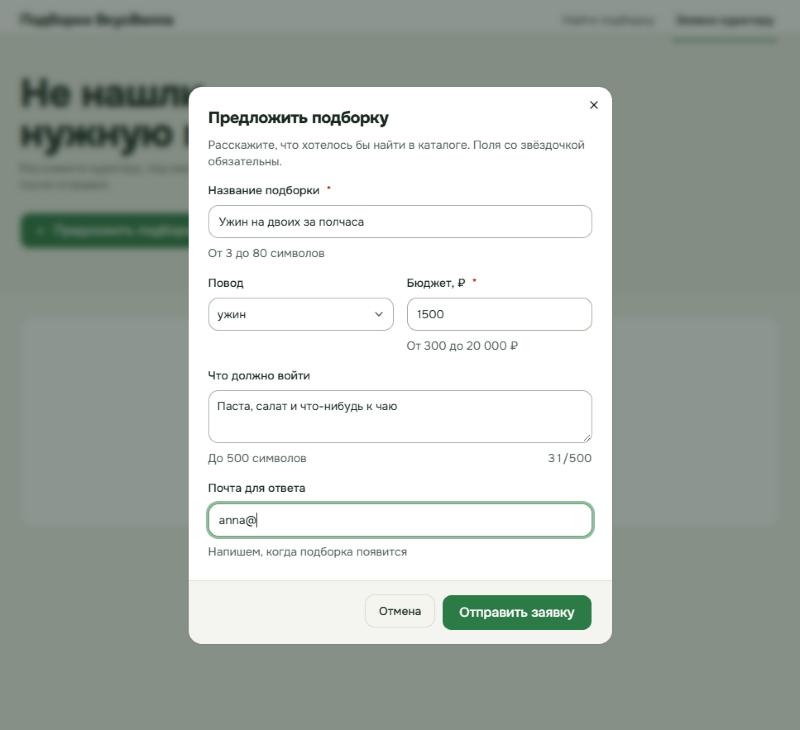 Подборки ВкусВилла
Найти подборку
Заявки куратору
Не нашли
нужную
Предложить подборку
×
Расскажите, что хотелось бы найти в каталоге. Поля со звёздочкой
обязательны.
Название подборки *
Ужин на двоих за полчаса
От 3 до 80 символов
Повод
Бюджет, ₽ *
ужин
1500
От 300 до 20 000 ₽
Что должно войти
Паста, салат и что-нибудь к чаю
До 500 символов
31/500
Почта для ответа
anna@
Напишем, когда подборка появится
Отмена
Отправить заявку